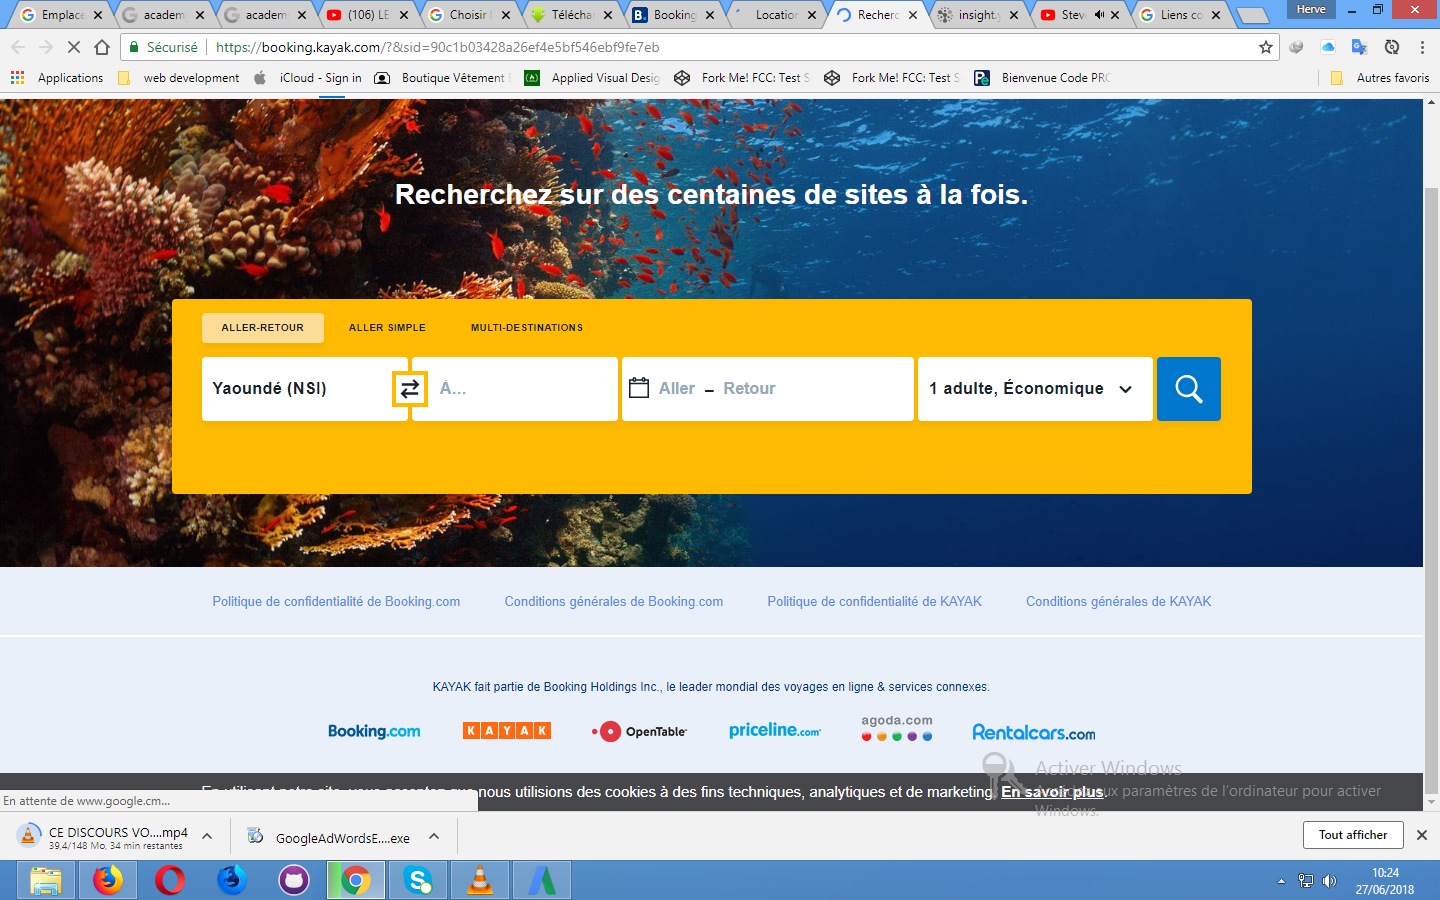 Emplace
academ
academ
(106) LE
Choisir
Téléchar
Booking
Location
Recherc
insight.
Steve
Liens co
Herve
Sécurisé
https://booking.kayak.com/?&sid=90c1b03428a26ef4e5bf546ebf9fe7eb
Applications
web development
iCloud - Sign in
Boutique Vêtement
Applied Visual Desig
Fork Me! FCC: Test S
Fork Me! FCC: Test S
Bienvenue Code PRO
Autres favoris
Recherchez sur des centaines de sites à la fois.
ALLER-RETOUR
ALLER SIMPLE
MULTI-DESTINATIONS
Yaoundé (NSI)
À...
Aller – Retour
1 adulte, Économique
Politique de confidentialité de Booking.com
Conditions générales de Booking.com
Politique de confidentialité de KAYAK
Conditions générales de KAYAK
KAYAK fait partie de Booking Holdings Inc., le leader mondial des voyages en ligne & services connexes.
Booking.com
KAYAK
OpenTable
priceline.com
agoda.com
Rentalcars.com
Activer Windows
nous utilisions des cookies à des fins techniques, analytiques et de marketing. En savoir plus.
aux paramètres de l'ordinateur pour activer
Windows.
En attente de www.google.cm...
CE DISCOURS VO....mp4
39,4/148 Mo, 34 min restantes
GoogleAdWordsE....exe
Tout afficher
10:24
27/06/2018